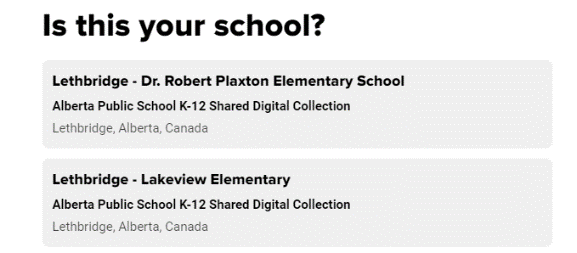 Is this your school?
Lethbridge - Dr. Robert Plaxton Elementary School
Alberta Public School K-12 Shared Digital Collection
Lethbridge, Alberta, Canada
Lethbridge - Lakeview Elementary
Alberta Public School K-12 Shared Digital Collection
Lethbridge, Alberta, Canada